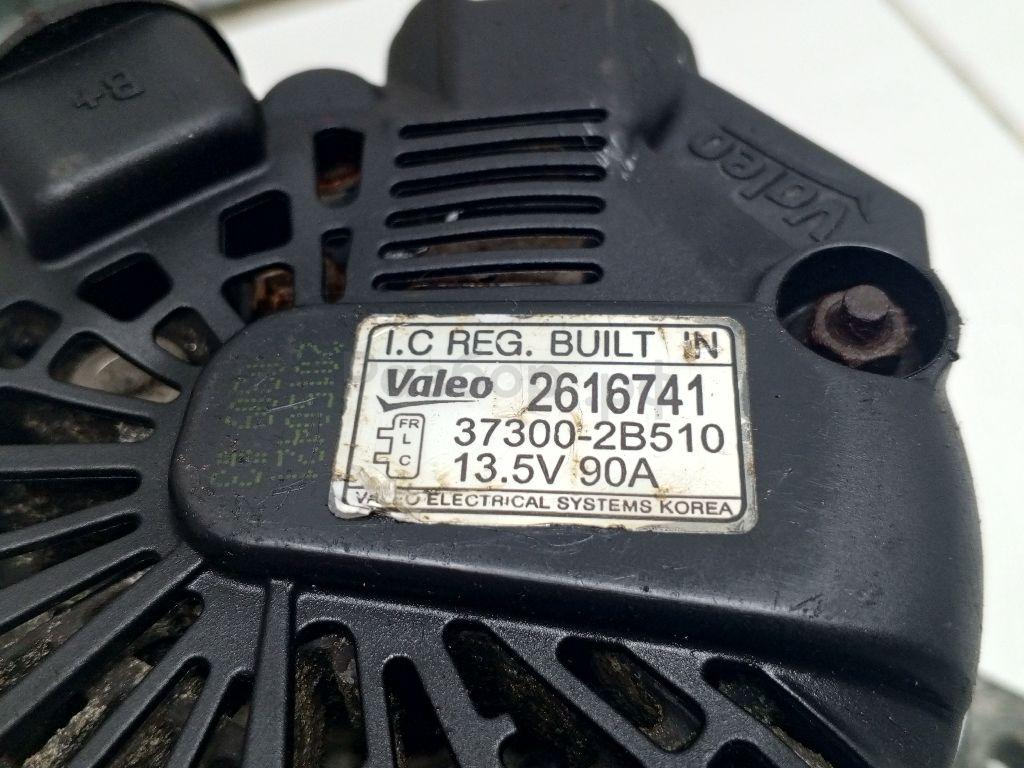 B+
Valeo
I.C REG. BUILT IN
Valeo 2616741
FR
L
C
37300-2B510
13.5V 90A
VALEO ELECTRICAL SYSTEMS KOREA